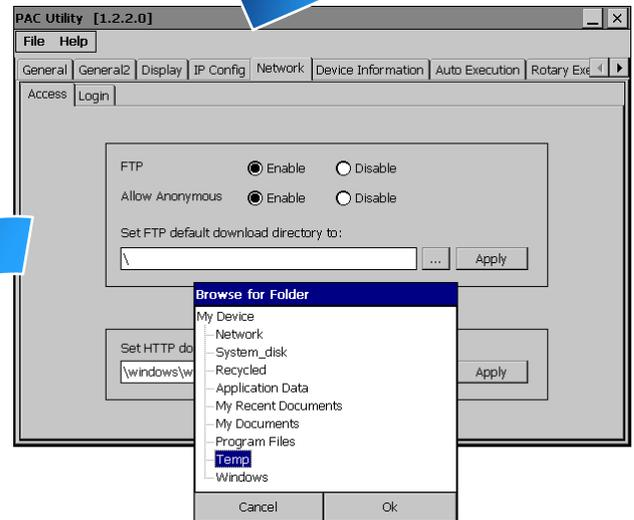 PAC Utility [1.2.2.0]
File Help
General General2 Display IP Config Network Device Information Auto Execution Rotary Exe
Access Login
FTP Enable Disable
Allow Anonymous Enable Disable
Set FTP default download directory to:
\ ... Apply
Browse for Folder
My Device
Network
System_disk
Recycled
Application Data
My Recent Documents
My Documents
Program Files
Temp
Windows
Cancel Ok
Set HTTP do
\windows\w Apply